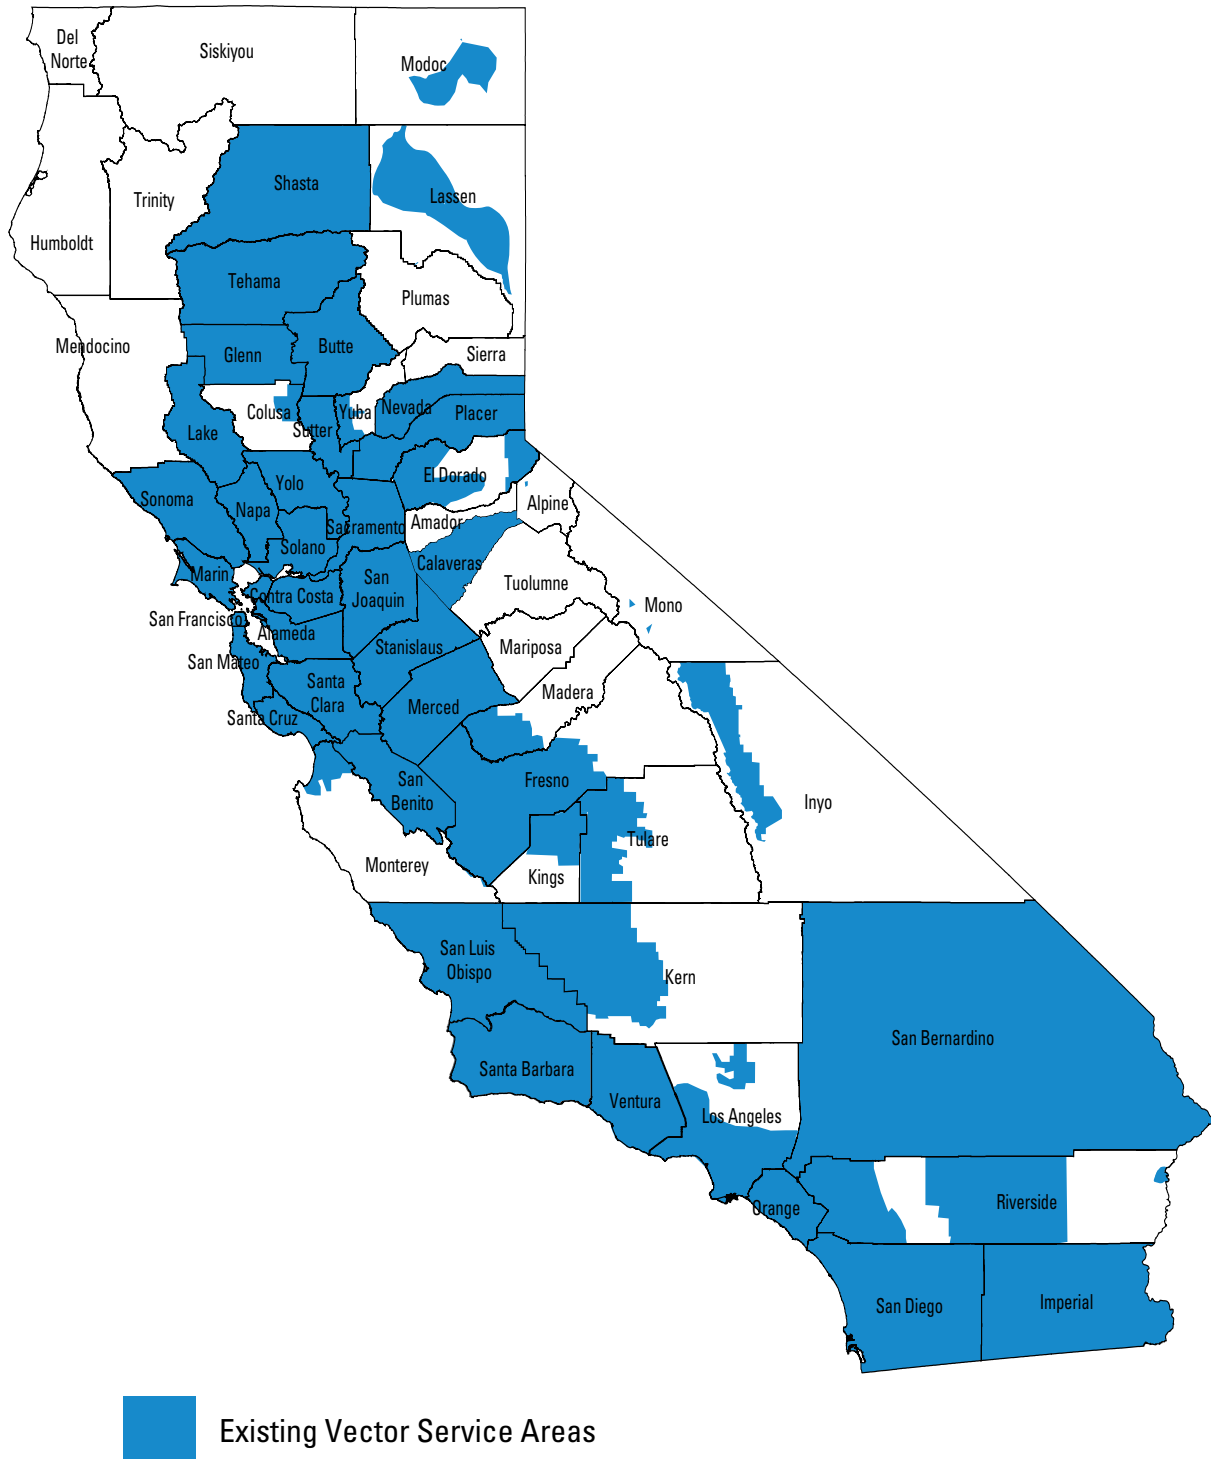 Del
Norte
Siskiyou
Modoc
Shasta
Lassen
Trinity
Humboldt
Tehama
Plumas
Mendocino
Glenn
Butte
Sierra
Colusa
Yuba
Nevada
Placer
Sutter
Lake
El Dorado
Yolo
Sonoma
Napa
Alpine
Sacramento
Amador
Solano
Calaveras
Marin
San
Joaquin
Tuolumne
Contra Costa
Mono
San Francisco
Alameda
Stanislaus
Mariposa
San Mateo
Santa
Clara
Madera
Merced
Santa Cruz
San
Benito
Fresno
Inyo
Tulare
Monterey
Kings
San Luis
Obispo
Kern
San Bernardino
Santa Barbara
Ventura
Los Angeles
Riverside
Orange
San Diego
Imperial
Existing Vector Service Areas